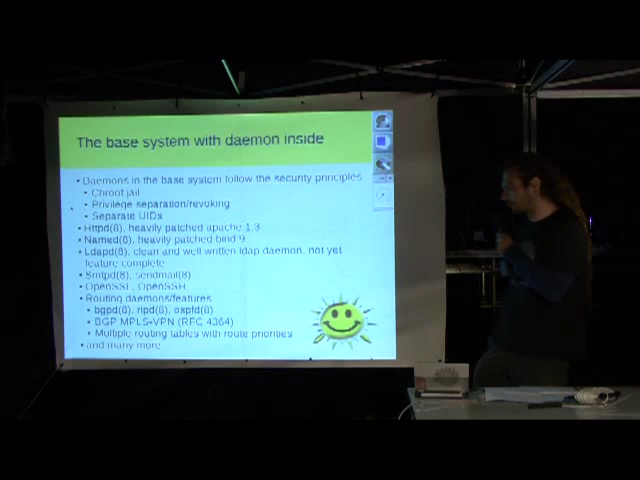 The base system with daemon inside
• Daemons in the base system follow the security principles
• Chroot jail
• Privilege separation/revoking
• Separate UIDs
• Httpd(8), heavily patched apache 1.3
• Named(8), heavily patched bind 9
• Ldapd(8), clean and well written ldap daemon, not yet
feature complete
• Smtpd(8), sendmail(8)
• OpenSSL, OpenSSH
• Routing daemons/features
• bgpd(8), ripd(8), ospfd(8)
• BGP MPLS-VPN (RFC 4364)
• Multiple routing tables with route priorities
• and many more